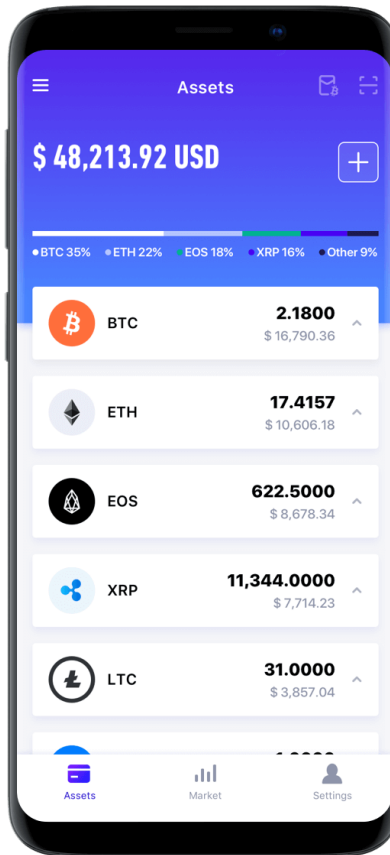 Assets
$ 48,213.92 USD
BTC 35% ETH 22% EOS 18% XRP 16% Other 9%
BTC 2.1800
$ 16,790.36
ETH 17.4157
$ 10,606.18
EOS 622.5000
$ 8,678.34
XRP 11,344.0000
$ 7,714.23
LTC 31.0000
$ 3,857.04
Assets Market Settings